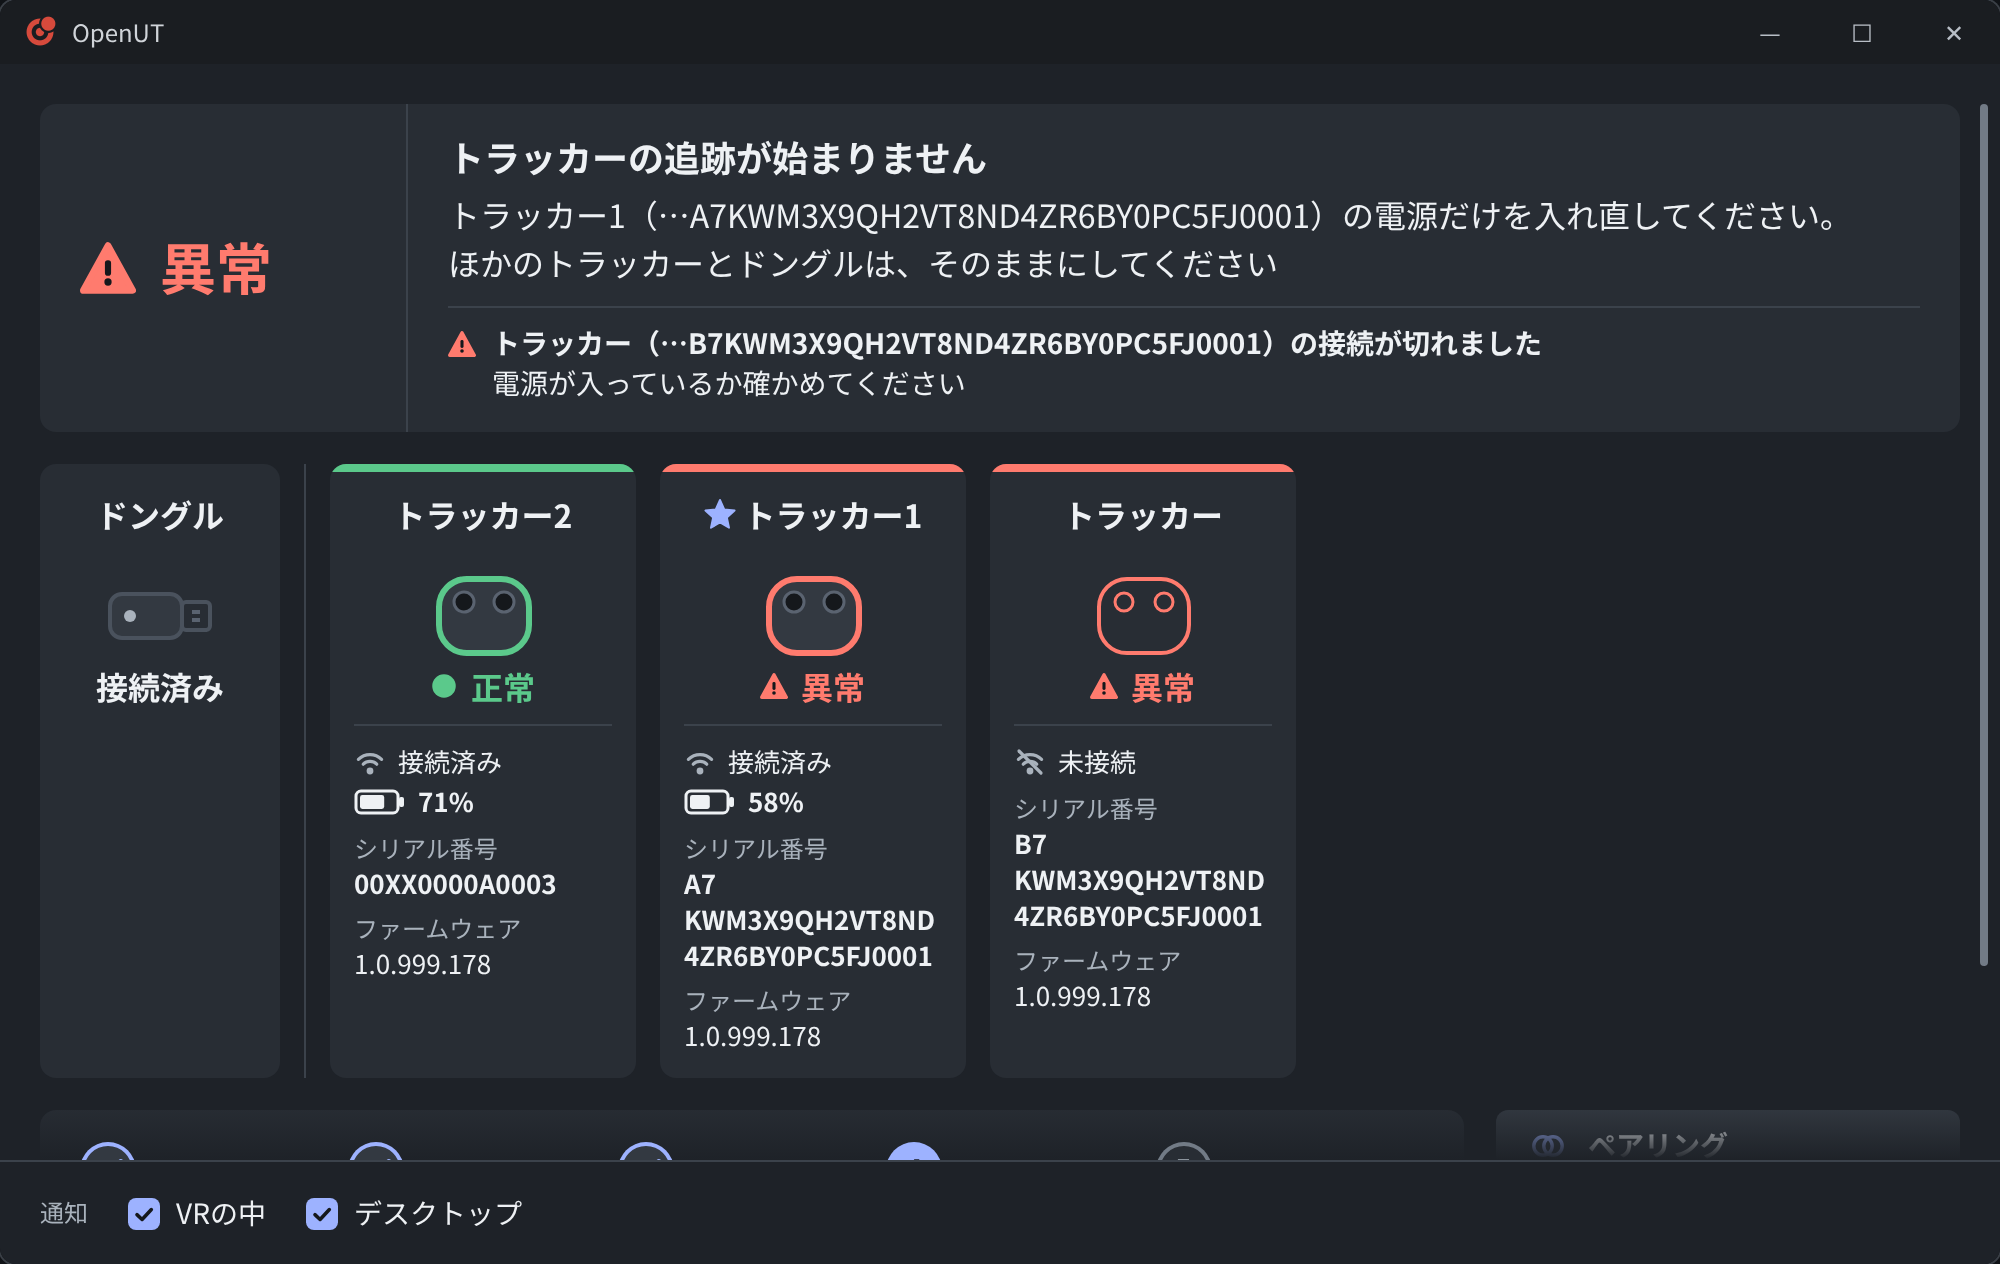 OpenUT
異常
トラッカーの追跡が始まりません
トラッカー1（…A7KWM3X9QH2VT8ND4ZR6BY0PC5FJ0001）の電源だけを入れ直してください。
ほかのトラッカーとドングルは、そのままにしてください
トラッカー（…B7KWM3X9QH2VT8ND4ZR6BY0PC5FJ0001）の接続が切れました
電源が入っているか確かめてください
ドングル
接続済み
トラッカー2
正常
接続済み
71%
シリアル番号
00XX0000A0003
ファームウェア
1.0.999.178
トラッカー1
異常
接続済み
58%
シリアル番号
A7
KWM3X9QH2VT8ND
4ZR6BY0PC5FJ0001
ファームウェア
1.0.999.178
トラッカー
異常
未接続
シリアル番号
B7
KWM3X9QH2VT8ND
4ZR6BY0PC5FJ0001
ファームウェア
1.0.999.178
ペアリング
通知
VRの中
デスクトップ